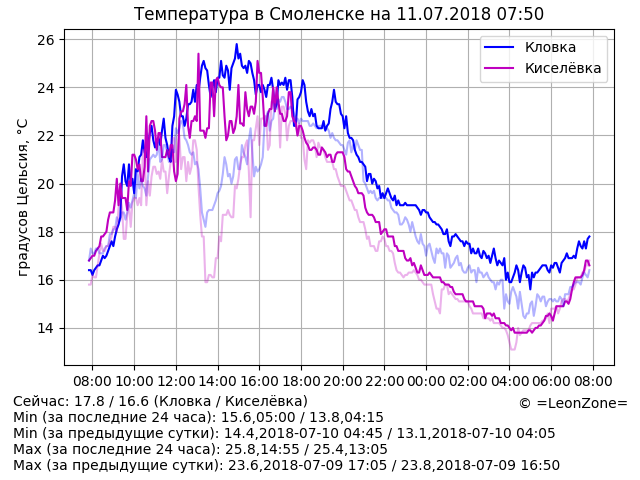 Температура в Смоленске на 11.07.2018 07:50
градусов Цельсия, °C
26
24
22
20
18
16
14
Кловка
Киселёвка
08:00 10:00 12:00 14:00 16:00 18:00 20:00 22:00 00:00 02:00 04:00 06:00 08:00
Сейчас: 17.8 / 16.6 (Кловка / Киселёвка)
© =LeonZone=
Min (за последние 24 часа): 15.6,05:00 / 13.8,04:15
Min (за предыдущие сутки): 14.4,2018-07-10 04:45 / 13.1,2018-07-10 04:05
Max (за последние 24 часа): 25.8,14:55 / 25.4,13:05
Max (за предыдущие сутки): 23.6,2018-07-09 17:05 / 23.8,2018-07-09 16:50